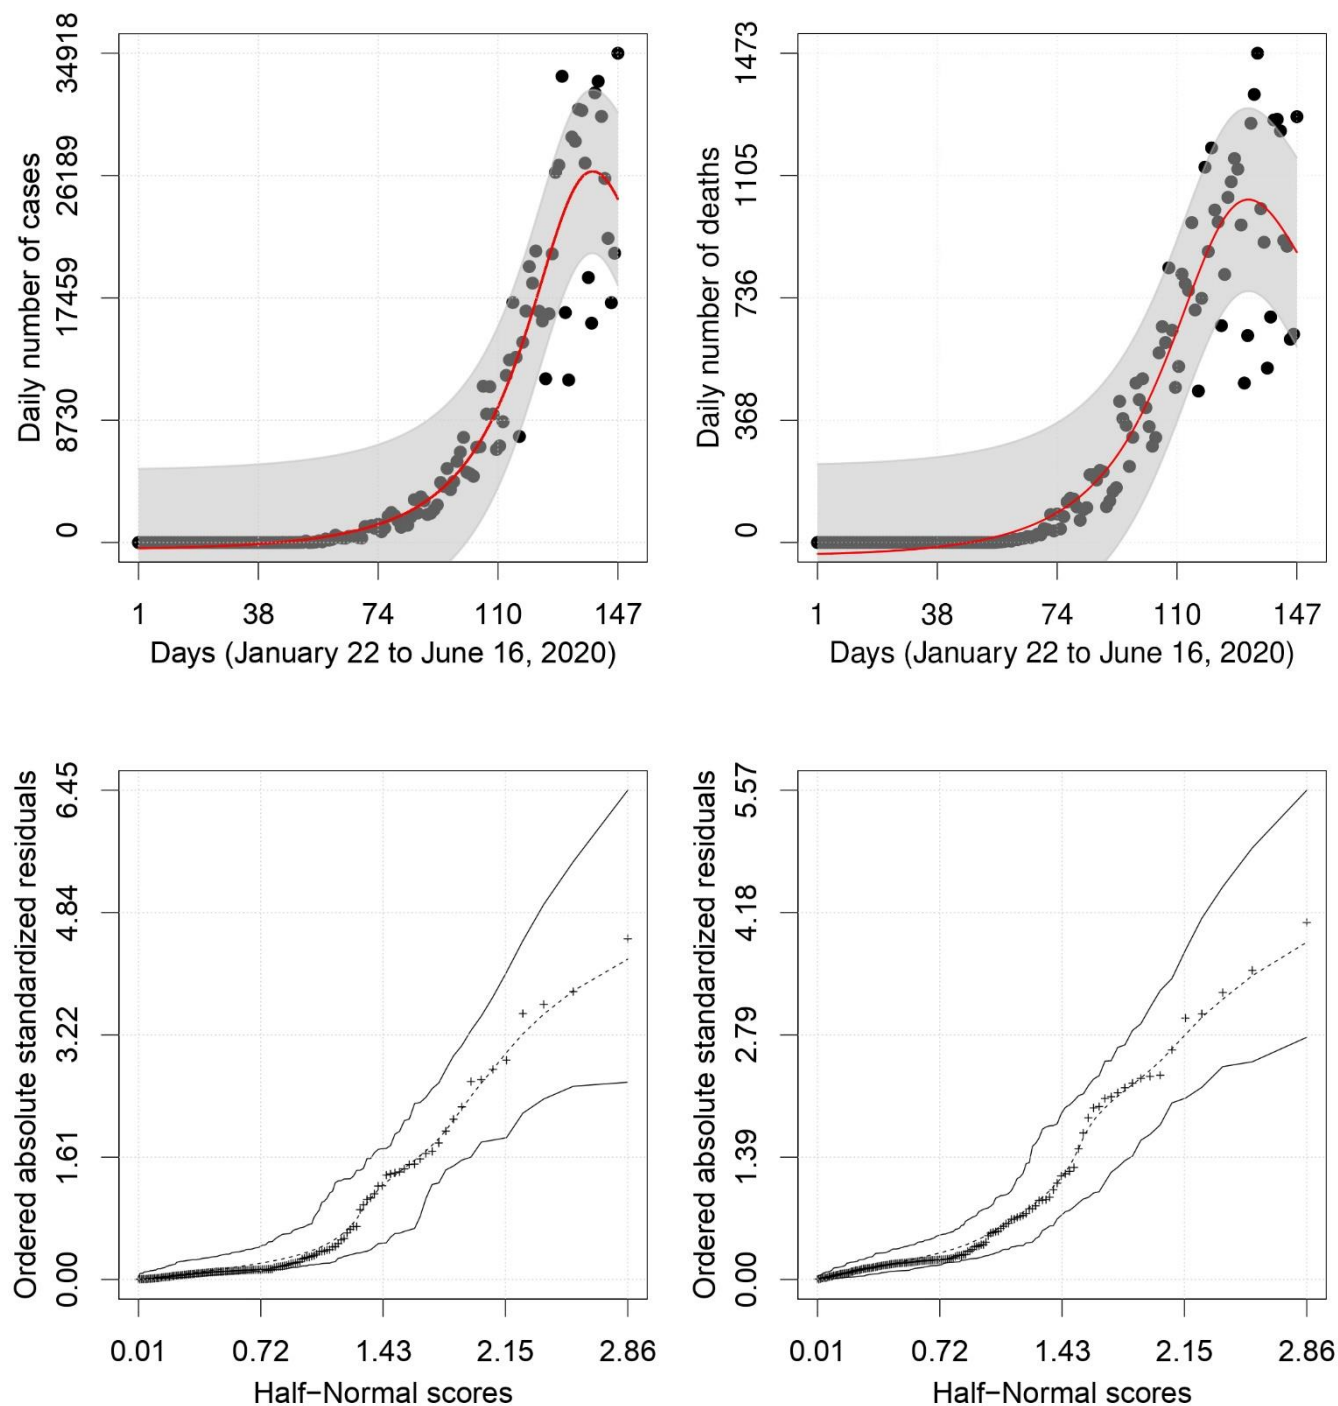 Daily number of cases
34918
26189
17459
8730
0
1 38 74 110 147
Days (January 22 to June 16, 2020)
Daily number of deaths
1473
1105
736
368
0
1 38 74 110 147
Days (January 22 to June 16, 2020)
Ordered absolute standardized residuals
6.45
4.84
3.22
1.61
0.00
0.01 0.72 1.43 2.15 2.86
Half−Normal scores
Ordered absolute standardized residuals
5.57
4.18
2.79
1.39
0.00
0.01 0.72 1.43 2.15 2.86
Half−Normal scores